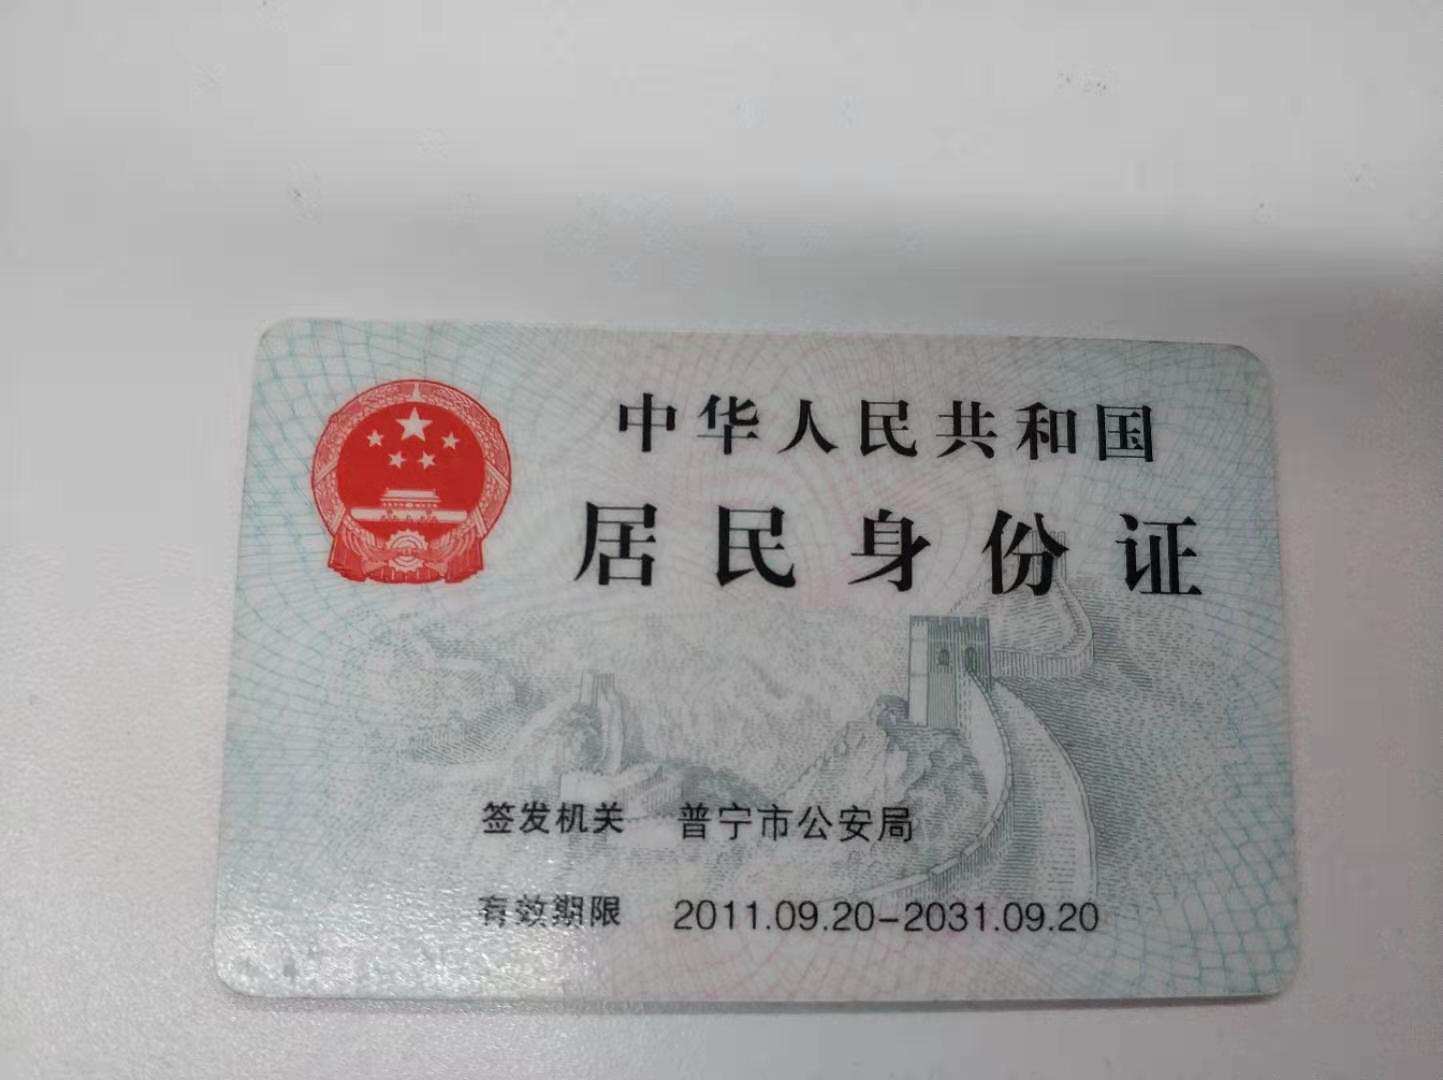 中华人民共和国
居民身份证
签发机关 普宁市公安局
有效期限 2011.09.20-2031.09.20